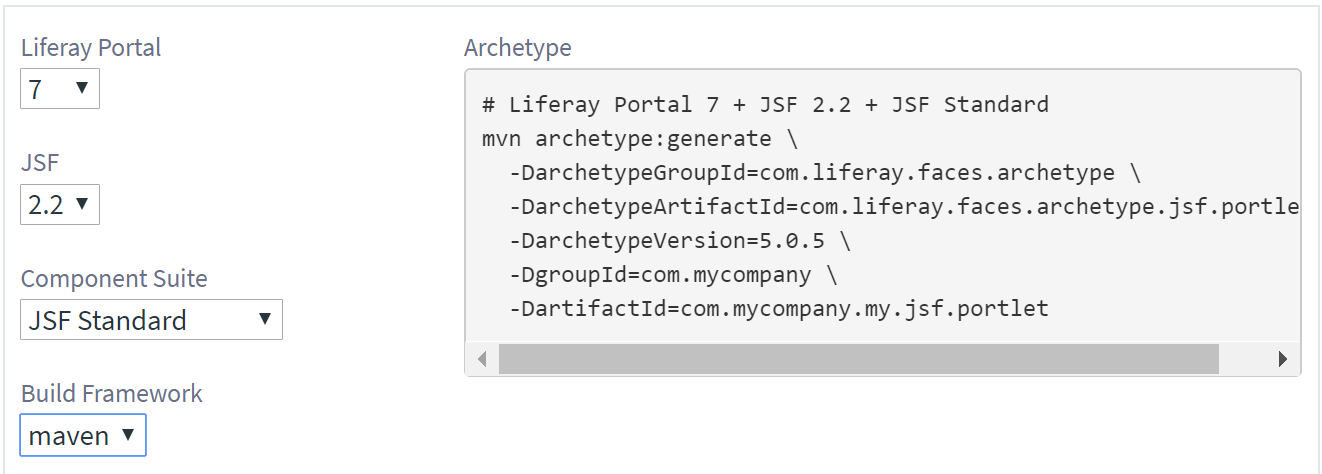 Liferay Portal
7
JSF
2.2
Component Suite
JSF Standard
Build Framework
maven
Archetype
# Liferay Portal 7 + JSF 2.2 + JSF Standard
mvn archetype:generate \
-DarchetypeGroupId=com.liferay.faces.archetype \
-DarchetypeArtifactId=com.liferay.faces.archetype.jsf.portle
-DarchetypeVersion=5.0.5 \
-DgroupId=com.mycompany \
-DartifactId=com.mycompany.my.jsf.portlet